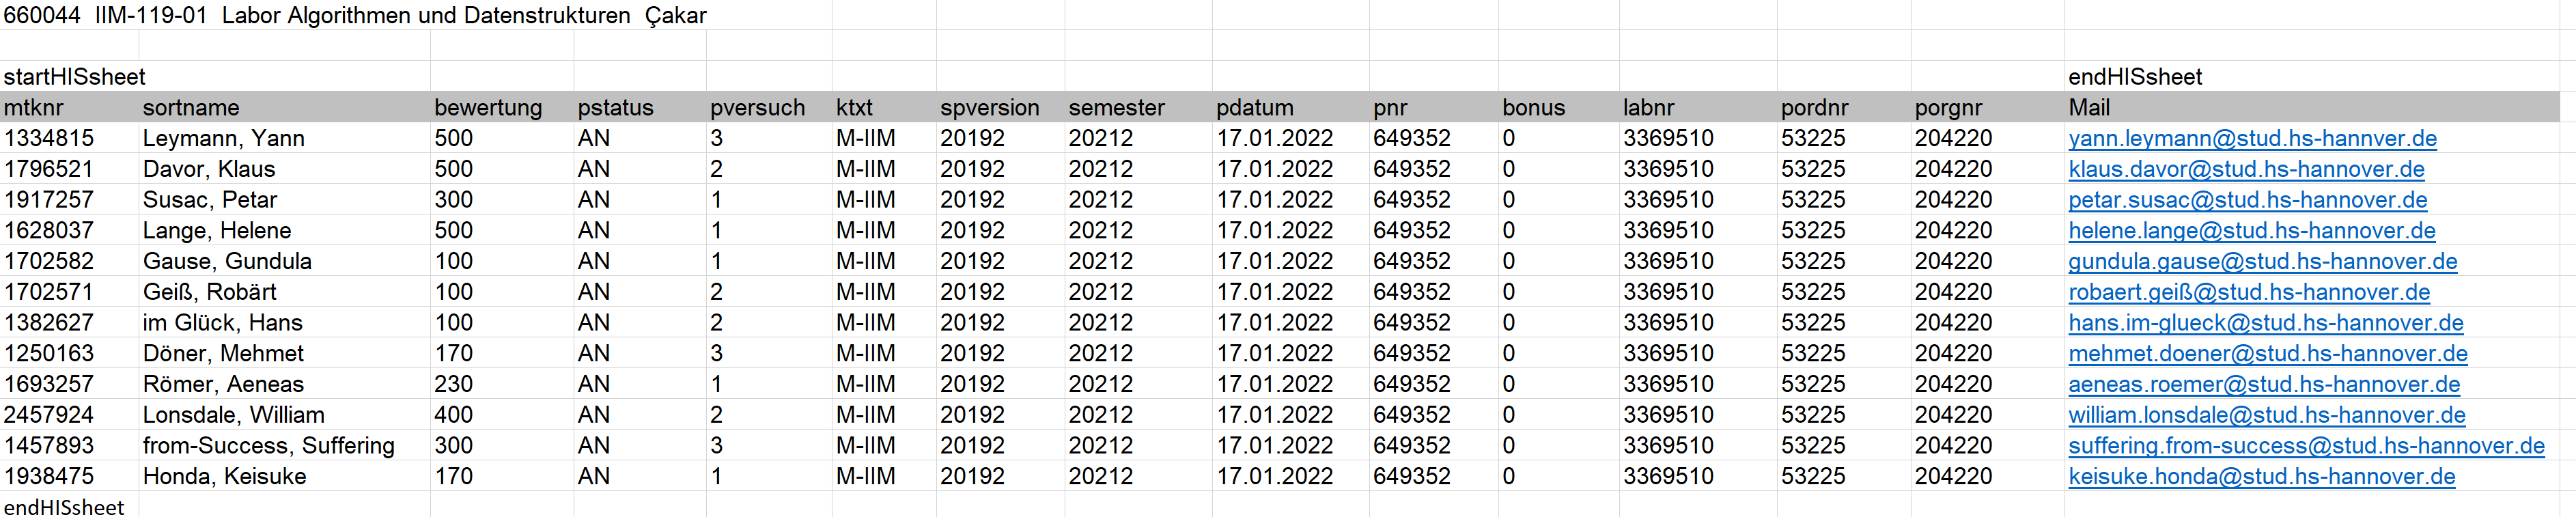 660044 IIM-119-01 Labor Algorithmen und Datenstrukturen Çakar
startHISsheet endHISsheet
mtknr sortname bewertung pstatus pversuch ktxt spversion semester pdatum pnr bonus labnr pordnr porgnr Mail
1334815 Leymann, Yann 500 AN 3 M-IIM 20192 20212 17.01.2022 649352 0 3369510 53225 204220 yann.leymann@stud.hs-hannver.de
1796521 Davor, Klaus 500 AN 2 M-IIM 20192 20212 17.01.2022 649352 0 3369510 53225 204220 klaus.davor@stud.hs-hannover.de
1917257 Susac, Petar 300 AN 1 M-IIM 20192 20212 17.01.2022 649352 0 3369510 53225 204220 petar.susac@stud.hs-hannover.de
1628037 Lange, Helene 500 AN 1 M-IIM 20192 20212 17.01.2022 649352 0 3369510 53225 204220 helene.lange@stud.hs-hannover.de
1702582 Gause, Gundula 100 AN 1 M-IIM 20192 20212 17.01.2022 649352 0 3369510 53225 204220 gundula.gause@stud.hs-hannover.de
1702571 Geiß, Robärt 100 AN 2 M-IIM 20192 20212 17.01.2022 649352 0 3369510 53225 204220 robaert.geiß@stud.hs-hannover.de
1382627 im Glück, Hans 100 AN 2 M-IIM 20192 20212 17.01.2022 649352 0 3369510 53225 204220 hans.im-glueck@stud.hs-hannover.de
1250163 Döner, Mehmet 170 AN 3 M-IIM 20192 20212 17.01.2022 649352 0 3369510 53225 204220 mehmet.doener@stud.hs-hannover.de
1693257 Römer, Aeneas 230 AN 1 M-IIM 20192 20212 17.01.2022 649352 0 3369510 53225 204220 aeneas.roemer@stud.hs-hannover.de
2457924 Lonsdale, William 400 AN 2 M-IIM 20192 20212 17.01.2022 649352 0 3369510 53225 204220 william.lonsdale@stud.hs-hannover.de
1457893 from-Success, Suffering 300 AN 3 M-IIM 20192 20212 17.01.2022 649352 0 3369510 53225 204220 suffering.from-success@stud.hs-hannover.de
1938475 Honda, Keisuke 170 AN 1 M-IIM 20192 20212 17.01.2022 649352 0 3369510 53225 204220 keisuke.honda@stud.hs-hannover.de
endHISsheet